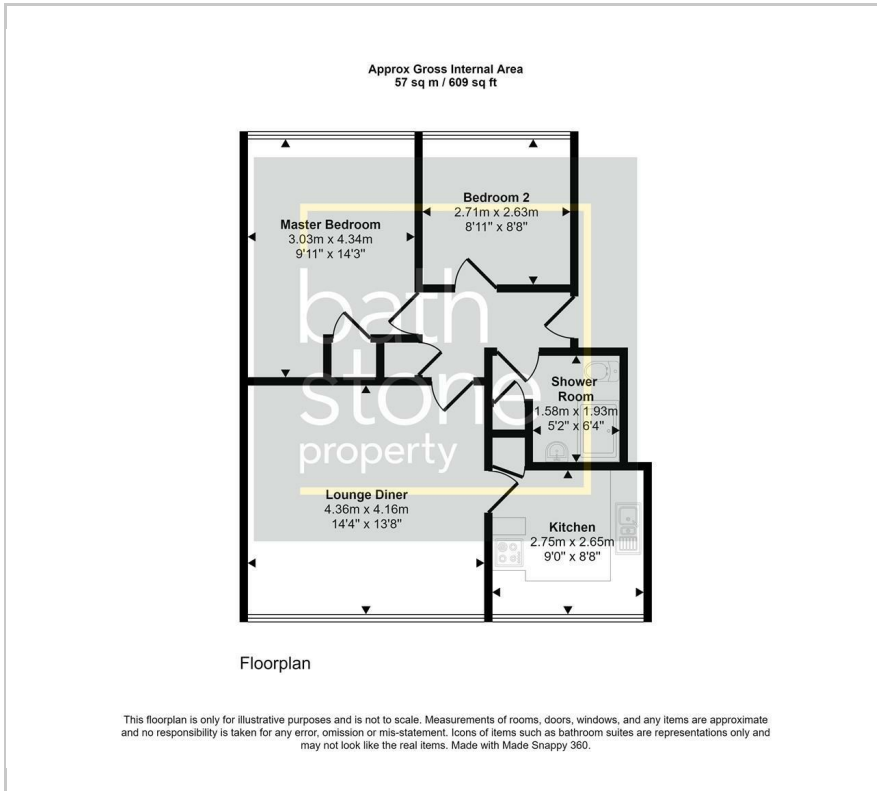 Approx Gross Internal Area
57 sq m / 609 sq ft
Master Bedroom
3.03m x 4.34m
9'11" x 14'3"
Bedroom 2
2.71m x 2.63m
8'11" x 8'8"
bath
stone
property
Shower
Room
1.58m x 1.93m
5'2" x 6'4"
Lounge Diner
4.36m x 4.16m
14'4" x 13'8"
Kitchen
2.75m x 2.65m
9'0" x 8'8"
Floorplan
This floorplan is only for illustrative purposes and is not to scale. Measurements of rooms, doors, windows, and any items are approximate
and no responsibility is taken for any error, omission or mis-statement. Icons of items such as bathroom suites are representations only and
may not look like the real items. Made with Made Snappy 360.